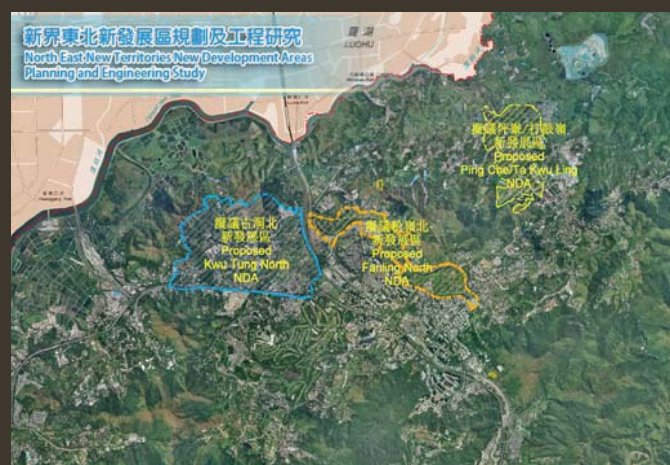 新界東北新發展區規劃及工程研究
North East New Territories New Development Areas
Planning and Engineering Study
羅湖
LUOHU
擬議坪輋/打鼓嶺
新發展區
Proposed
Ping Che/Ta Kwu Ling
NDA
擬議古洞北
新發展區
Proposed
Kwu Tung North
NDA
擬議粉嶺北
新發展區
Proposed
Fanling North
NDA